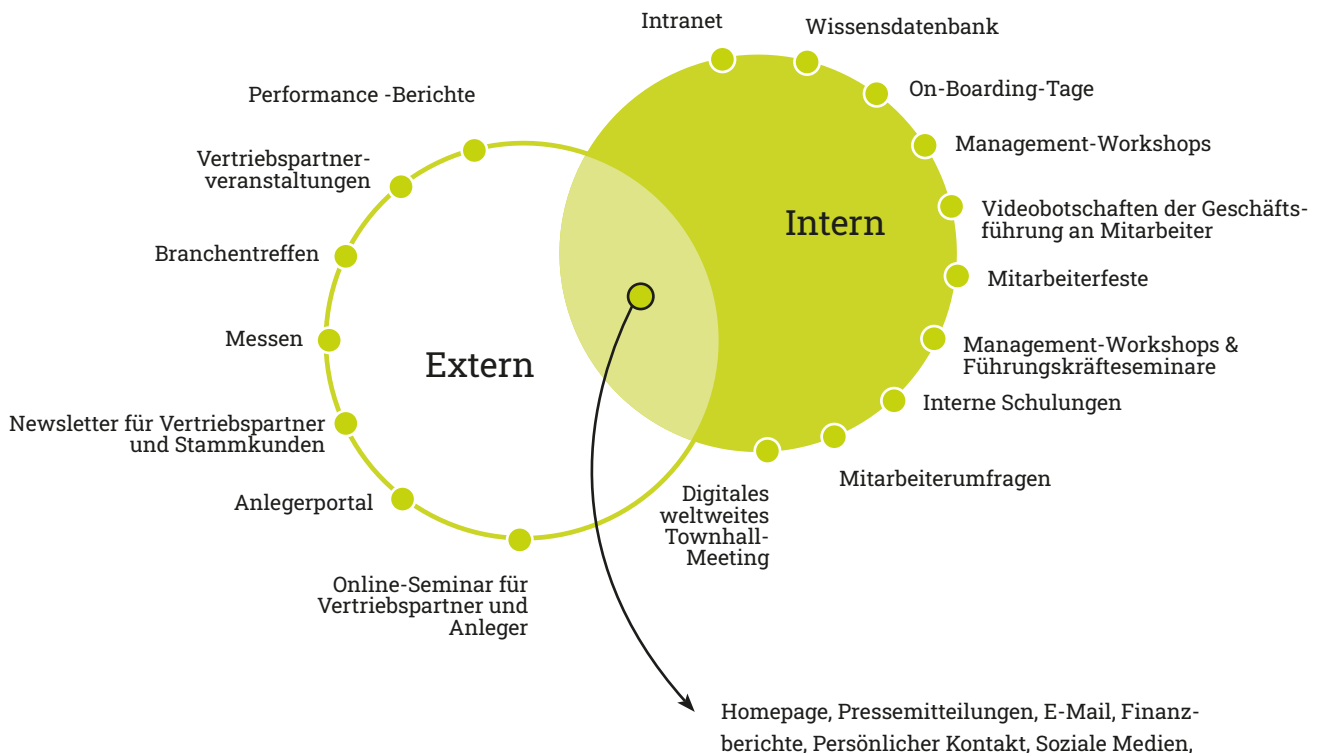 Intranet
Wissensdatenbank
On-Boarding-Tage
Management-Workshops
Videobotschaften der Geschäfts-
führung an Mitarbeiter
Mitarbeiterfeste
Management-Workshops &
Führungskräfteseminare
Interne Schulungen
Mitarbeiterumfragen
Digitales
weltweites
Townhall-
Meeting
Intern
Performance -Berichte
Vertriebspartner-
veranstaltungen
Branchentreffen
Messen
Newsletter für Vertriebspartner
und Stammkunden
Anlegerportal
Online-Seminar für
Vertriebspartner und
Anleger
Extern
Homepage, Pressemitteilungen, E-Mail, Finanz-
berichte, Persönlicher Kontakt, Soziale Medien,